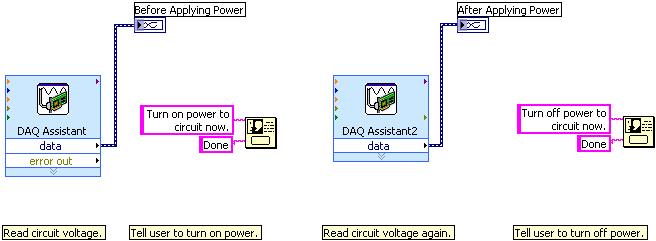 Before Applying Power
After Applying Power
DAQ Assistant
data
error out
Turn on power to
circuit now.
Done
DAQ Assistant2
data
Turn off power to
circuit now.
Done
Read circuit voltage.
Tell user to turn on power.
Read circuit voltage again.
Tell user to turn off power.